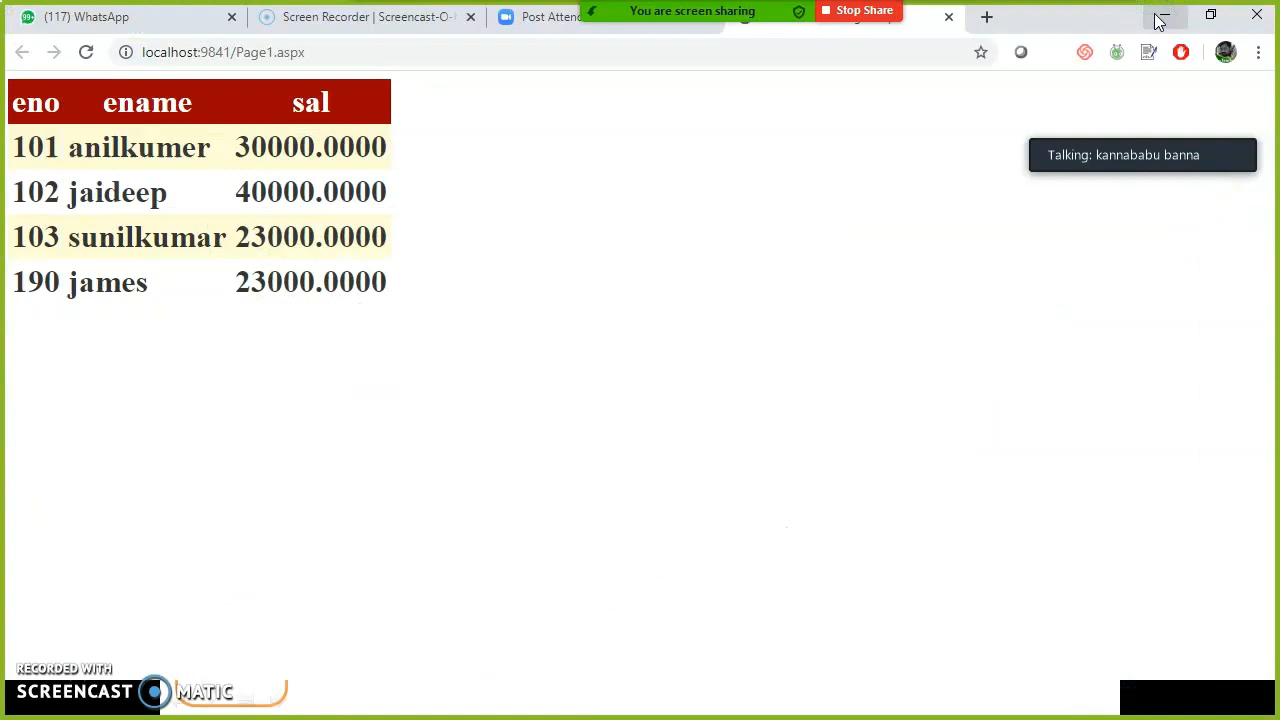 (117) WhatsApp
Screen Recorder | Screencast-O-
Post Attend
You are screen sharing
Stop Share
localhost:9841/Page1.aspx
eno ename sal
101 anilkumer 30000.0000
102 jaideep 40000.0000
103 sunilkumar 23000.0000
190 james 23000.0000
Talking: kannababu banna
RECORDED WITH
SCREENCAST MATIC